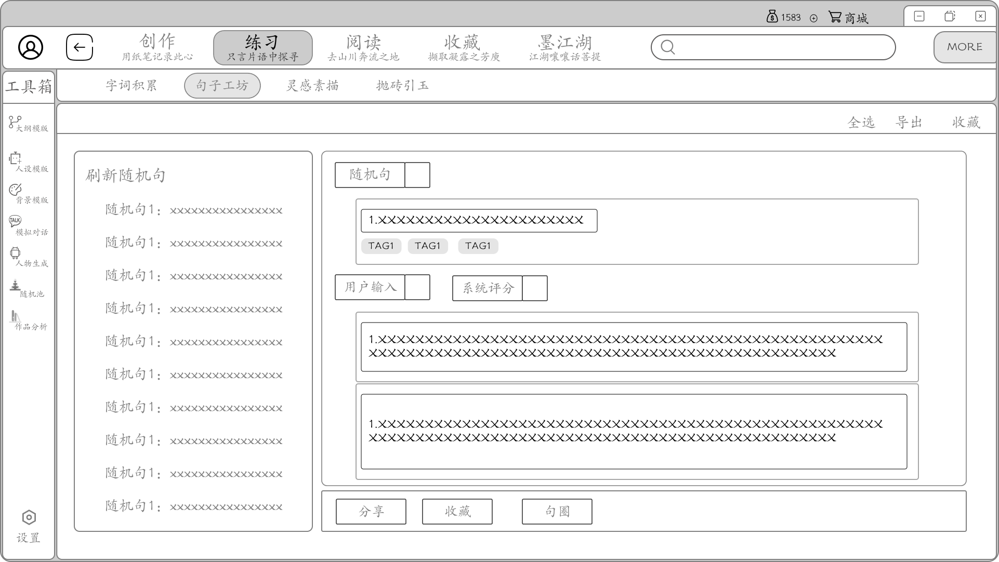 1583
商城
创作
用纸笔记录此心
练习
只言片语中探寻
阅读
去山川奔流之地
收藏
撷取凝露之芳庾
墨江湖
江湖嚷嚷话菩提
MORE
工具箱
字词积累
句子工坊
灵感素描
抛砖引玉
全选
导出
收藏
大纲模版
人设模版
背景模版
TALK
模拟对话
人物生成
随机池
作品分析
设置
刷新随机句
随机句1：xxxxxxxxxxxxxxxx
随机句1：xxxxxxxxxxxxxxxx
随机句1：xxxxxxxxxxxxxxxx
随机句1：xxxxxxxxxxxxxxxx
随机句1：xxxxxxxxxxxxxxxx
随机句1：xxxxxxxxxxxxxxxx
随机句1：xxxxxxxxxxxxxxxx
随机句1：xxxxxxxxxxxxxxxx
随机句1：xxxxxxxxxxxxxxxx
随机句1：xxxxxxxxxxxxxxxx
随机句
1.XXXXXXXXXXXXXXXXXXXXXX
TAG1
TAG1
TAG1
用户输入
系统评分
1.XXXXXXXXXXXXXXXXXXXXXXXXXXXXXXXXXXXXXXXXXXXXXXXXXXXXXX
XXXXXXXXXXXXXXXXXXXXXXXXXXXXXXXXXXXXXXXXXXXXXXXXXX
1.XXXXXXXXXXXXXXXXXXXXXXXXXXXXXXXXXXXXXXXXXXXXXXXXXXXXXX
XXXXXXXXXXXXXXXXXXXXXXXXXXXXXXXXXXXXXXXXXXXXXXXXXX
分享
收藏
句圈